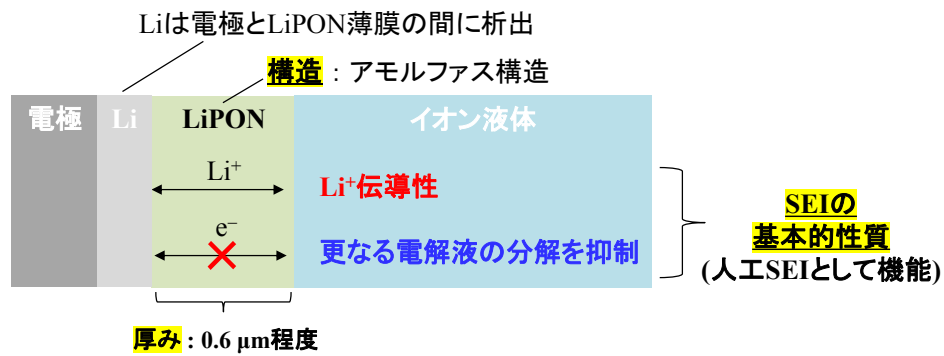 Liは電極とLiPON薄膜の間に析出
構造：アモルファス構造
電極 Li LiPON イオン液体
Li⁺
Li⁺伝導性
e⁻
更なる電解液の分解を抑制
SEIの
基本的性質
(人工SEIとして機能)
厚み : 0.6 μm程度